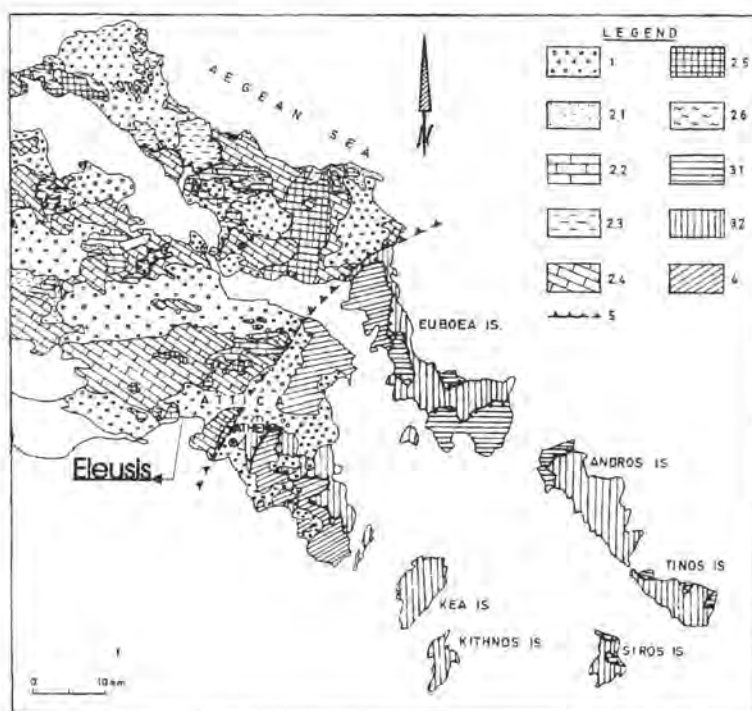 LEGEND
1
2.5
2.1
2.6
2.2
3.1
2.3
3.2
2.4
4
5
AEGEAN SEA
N
EUBOEA IS.
ATTICA
ATHENS
Eleusis
ANDROS IS.
TINOS IS
KEA IS.
KITHNOS IS.
SIROS IS.
0 10 km